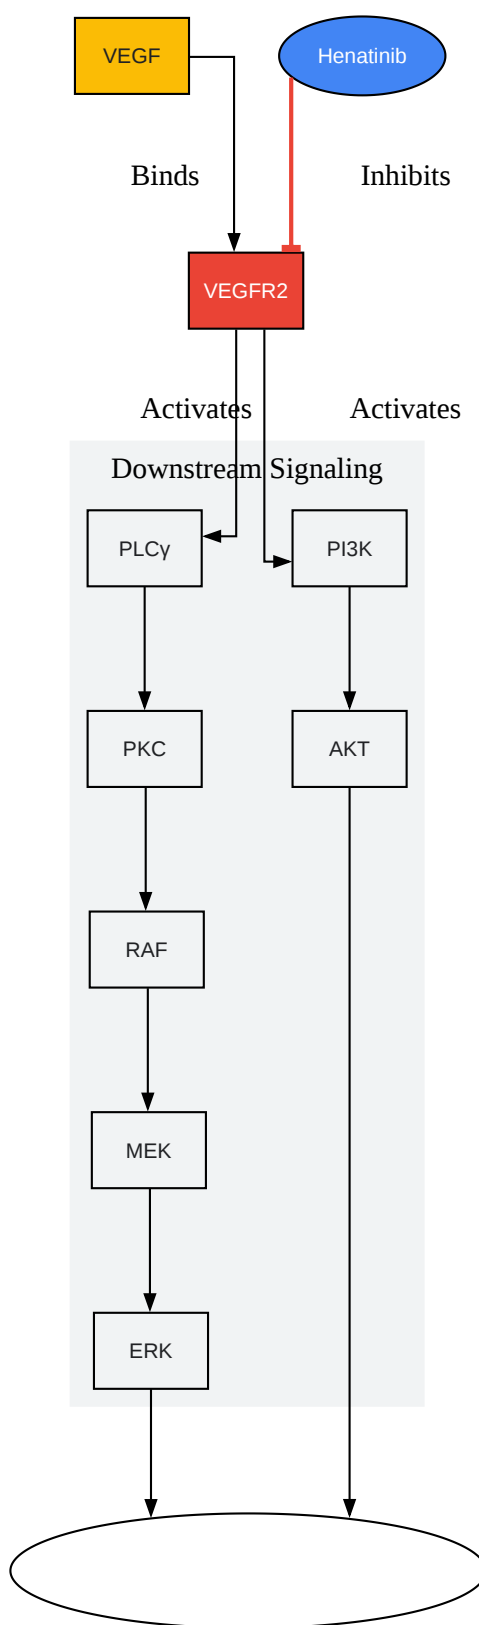 VEGF
Henatinib
Binds
Inhibits
VEGFR2
Activates
Activates
Downstream Signaling
PLCγ
PI3K
PKC
AKT
RAF
MEK
ERK